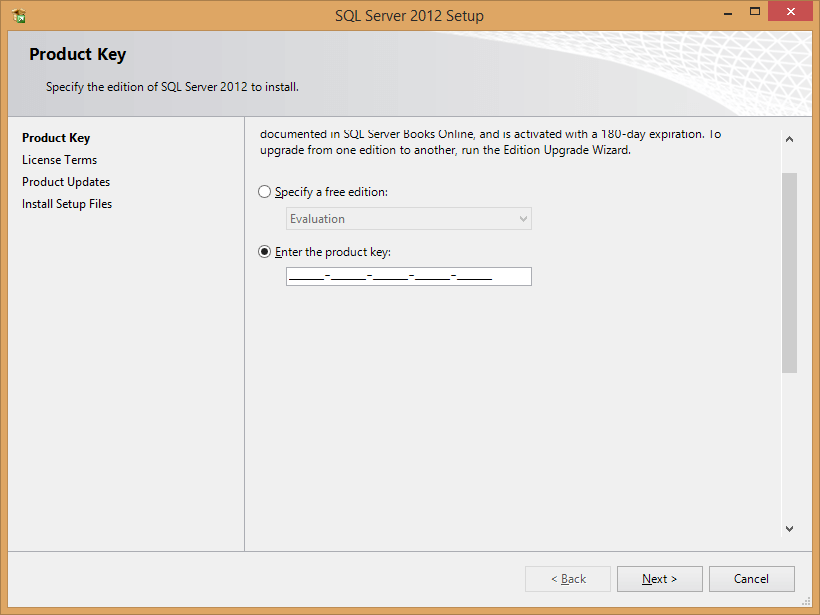 SQL Server 2012 Setup
Product Key
Specify the edition of SQL Server 2012 to install.
Product Key
License Terms
Product Updates
Install Setup Files
documented in SQL Server Books Online, and is activated with a 180-day expiration. To
upgrade from one edition to another, run the Edition Upgrade Wizard.
Specify a free edition:
Evaluation
Enter the product key:
_____-_____-_____-_____-_____
< Back
Next >
Cancel